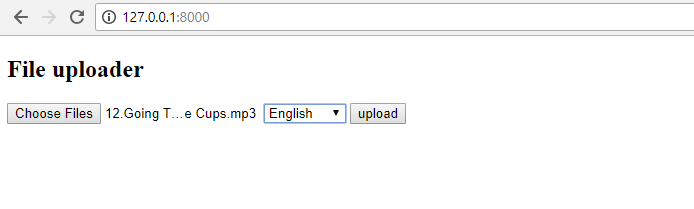 127.0.0.1:8000
File uploader
Choose Files 12.Going T...e Cups.mp3 English upload